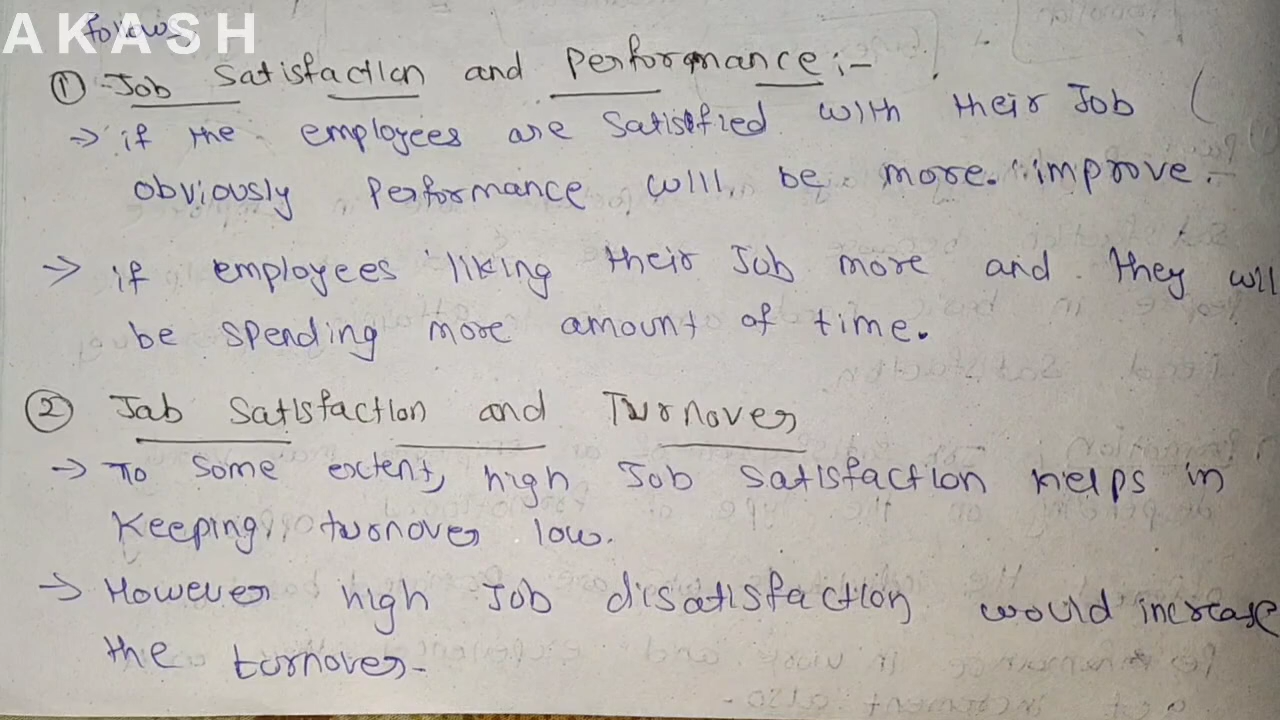 AKASH
follows
① Job satisfaction and performance :-
→ if the employees are satisfied with their Job
obviously performance will be more. improve.
→ if employees liking their Job more and they will
be spending more amount of time.
② Jab satisfaction and Turnover
→ To some extent, high Job satisfaction helps in
Keeping turnover low.
→ However high Job disatisfaction would increase
the turnover-